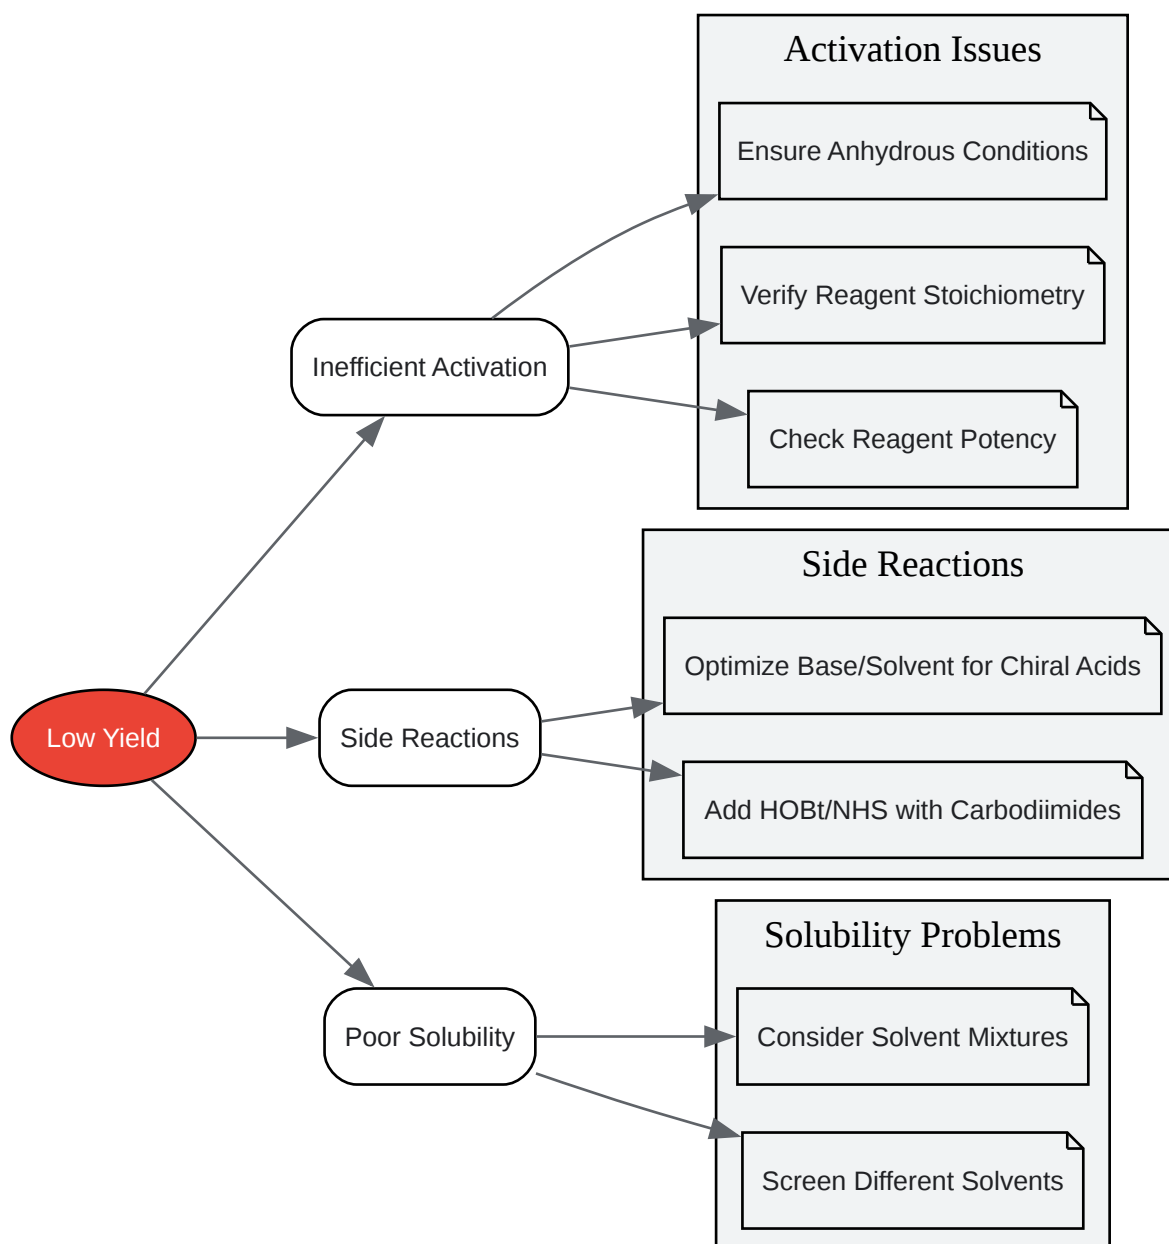 Activation Issues
Ensure Anhydrous Conditions
Verify Reagent Stoichiometry
Inefficient Activation
Check Reagent Potency
Side Reactions
Optimize Base/Solvent for Chiral Acids
Low Yield
Side Reactions
Add HOBt/NHS with Carbodiimides
Solubility Problems
Poor Solubility
Consider Solvent Mixtures
Screen Different Solvents